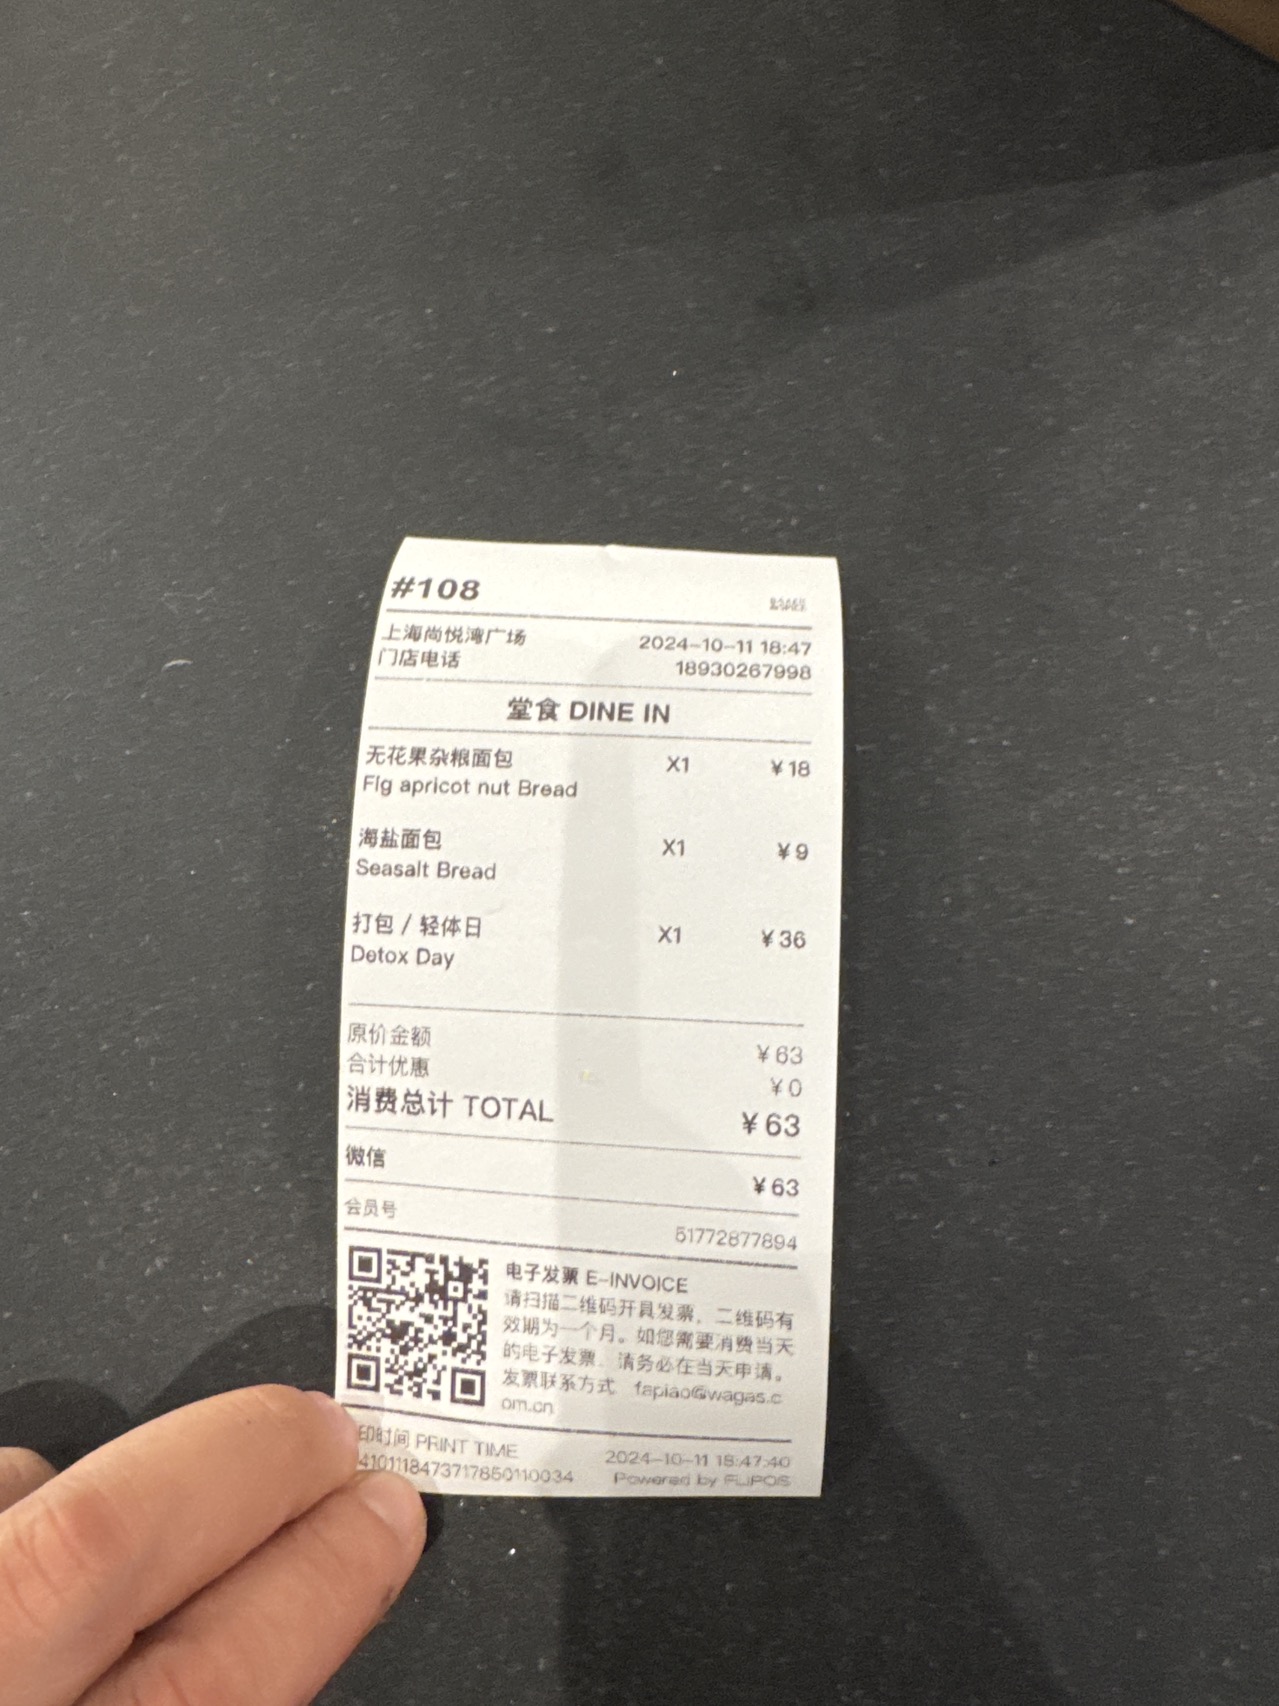 #108
上海尚悦湾广场 2024-10-11 18:47
门店电话 18930267998
堂食 DINE IN
无花果杂粮面包 X1 ¥18
Fig apricot nut Bread
海盐面包 X1 ¥9
Seasalt Bread
打包 / 轻体日 X1 ¥36
Detox Day
原价金额 ¥63
合计优惠 ¥0
消费总计 TOTAL ¥63
微信 ¥63
会员号 51772877894
电子发票 E-INVOICE
请扫描二维码开具发票，二维码有
效期为一个月。如您需要消费当天
的电子发票，请务必在当天申请。
发票联系方式 fapiao@wagas.c
om.cn
印时间 PRINT TIME 2024-10-11 18:47:40
4101118473717850110034 Powered by FLIPOS